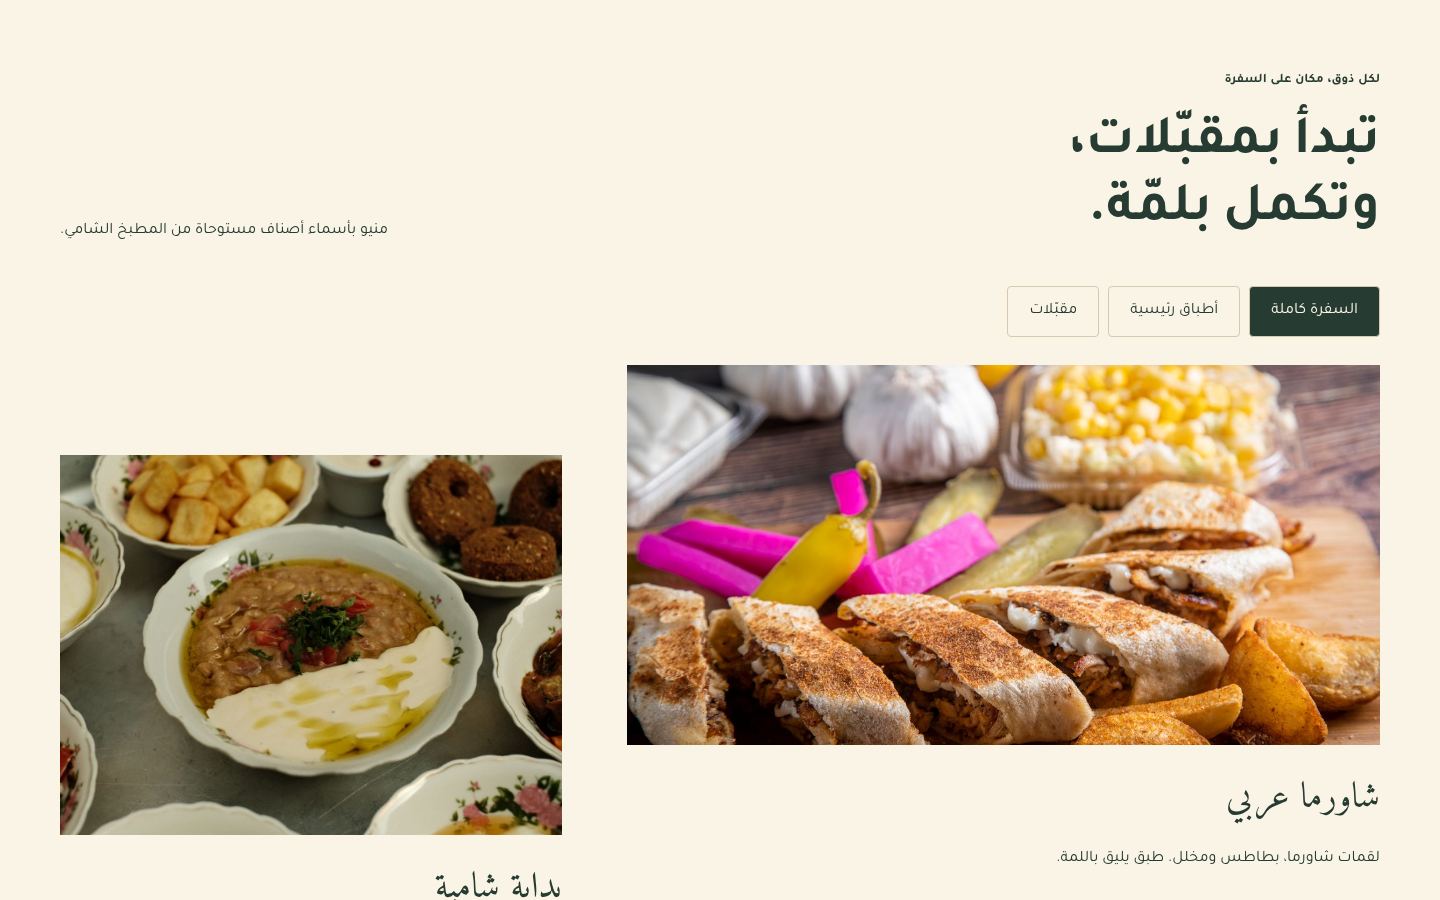 لكل ذوق، مكان على السفرة
تبدأ بمقبّلات،
وتكمل بلمّة.
منيو بأسماء أصناف مستوحاة من المطبخ الشامي.
السفرة كاملة
أطباق رئيسية
مقبّلات
شاورما عربي
لقمات شاورما، بطاطس ومخلل. طبق يليق باللمة.
بداية شامية